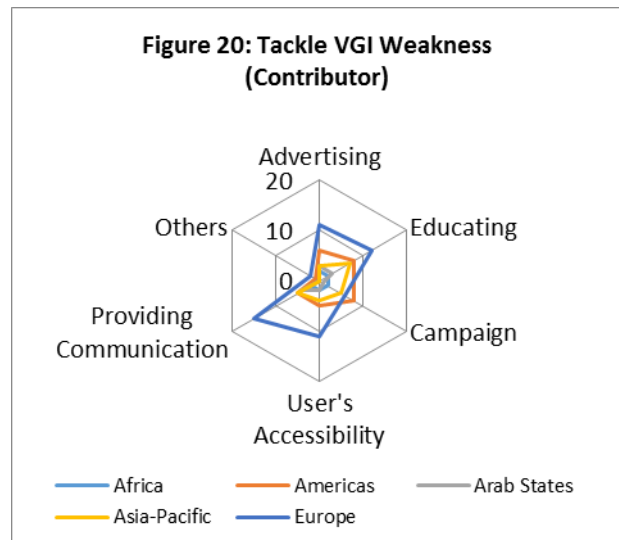 Figure 20: Tackle VGI Weakness
(Contributor)
Advertising
20
Others
10
Educating
0
Providing
Communication
Campaign
User's
Accessibility
Africa
Americas
Arab States
Asia-Pacific
Europe